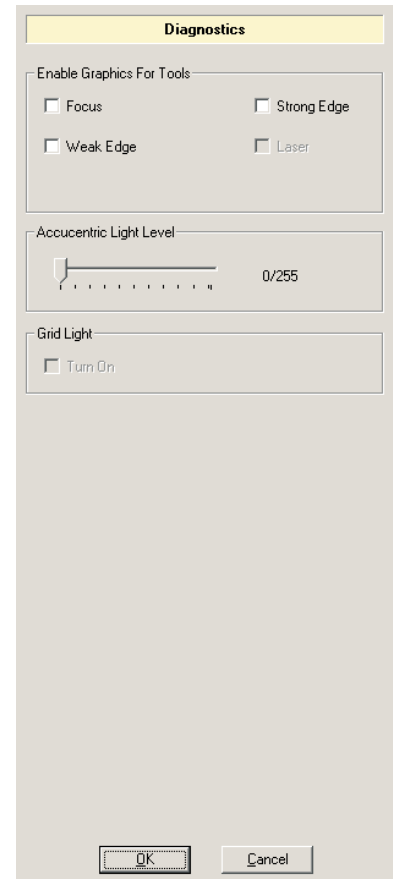 Diagnostics
Enable Graphics For Tools
Focus
Strong Edge
Weak Edge
Laser
Accucentric Light Level
0/255
Grid Light
Turn On
OK
Cancel